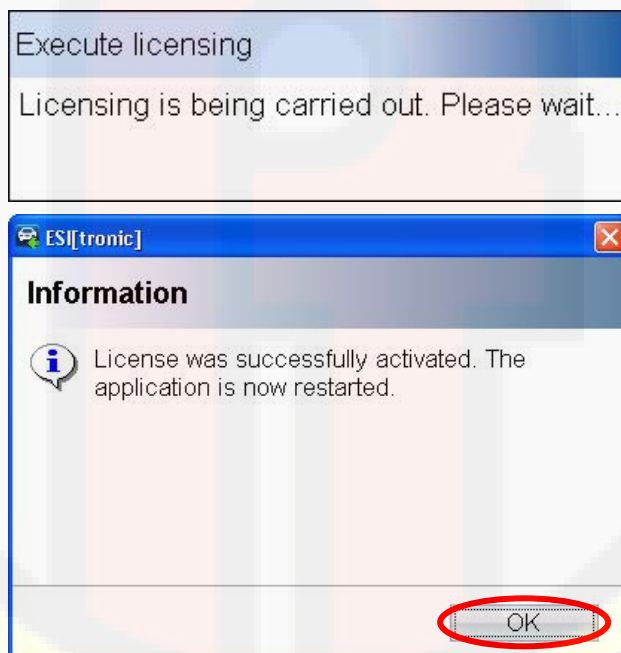 Execute licensing
Licensing is being carried out. Please wait...
ESI[tronic]
Information
License was successfully activated. The
application is now restarted.
OK